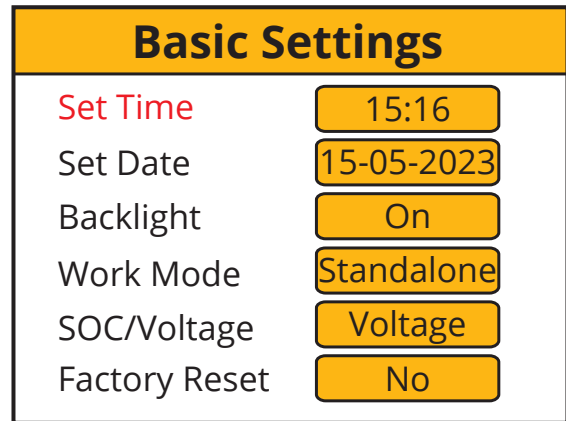 Basic Settings
Set Time 15:16
Set Date 15-05-2023
Backlight On
Work Mode Standalone
SOC/Voltage Voltage
Factory Reset No